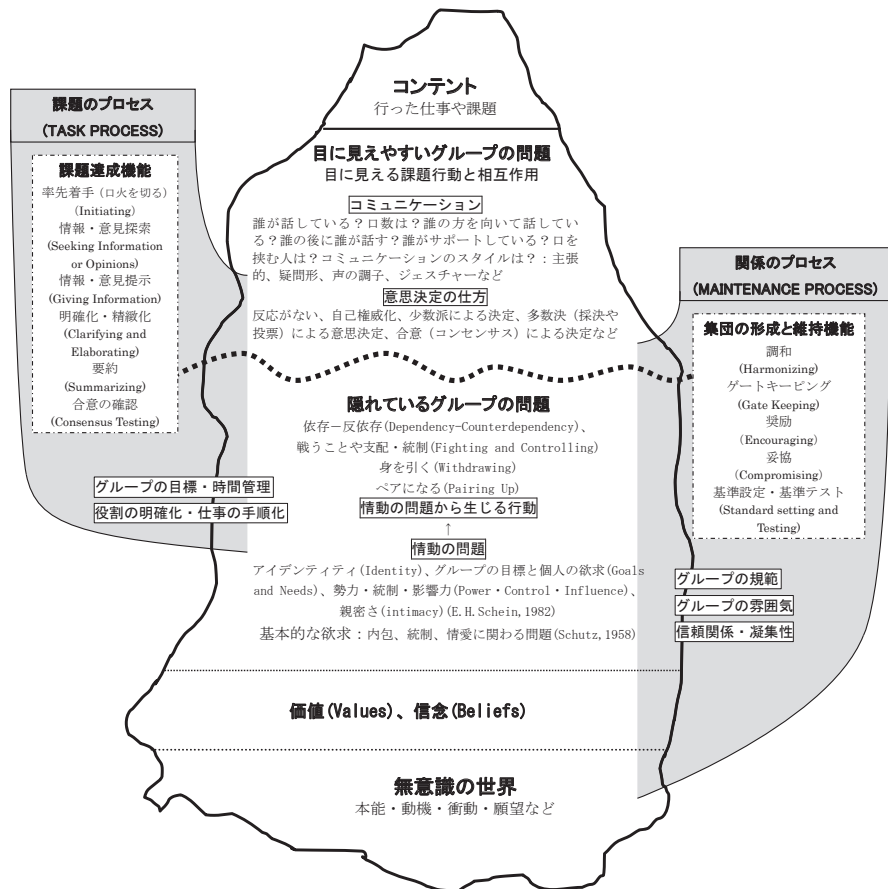 コンテント
行った仕事や課題
目に見えやすいグループの問題
目に見える課題行動と相互作用
コミュニケーション
誰が話している？口数は？誰の方を向いて話してい
る？誰の後に誰が話す？誰がサポートしている？口を
挟む人は？コミュニケーションのスタイルは？：主張
的、疑問形、声の調子、ジェスチャーなど
意思決定の仕方
反応がない、自己権威化、少数派による決定、多数決（採決や
投票）による意思決定、合意（コンセンサス）による決定など
隠れているグループの問題
依存－反依存(Dependency-Counterdependency)、
戦うことや支配・統制(Fighting and Controlling)
身を引く(Withdrawing)
ペアになる(Pairing Up)
情動の問題から生じる行動
↑
情動の問題
アイデンティティ(Identity)、グループの目標と個人の欲求(Goals
and Needs)、勢力・統制・影響力(Power・Control・Influence)、
親密さ(intimacy)(E.H.Schein,1982)
基本的な欲求：内包、統制、情愛に関わる問題(Schutz,1958)
価値(Values)、信念(Beliefs)
無意識の世界
本能・動機・衝動・願望など
課題のプロセス
(TASK PROCESS)
課題達成機能
率先着手（口火を切る）
(Initiating)
情報・意見探索
(Seeking Information
or Opinions)
情報・意見提示
(Giving Information)
明確化・精緻化
(Clarifying and
Elaborating)
要約
(Summarizing)
合意の確認
(Consensus Testing)
グループの目標・時間管理
役割の明確化・仕事の手順化
関係のプロセス
(MAINTENANCE PROCESS)
集団の形成と維持機能
調和
(Harmonizing)
ゲートキーピング
(Gate Keeping)
奨励
(Encouraging)
妥協
(Compromising)
基準設定・基準テスト
(Standard setting and
Testing)
グループの規範
グループの雰囲気
信頼関係・凝集性